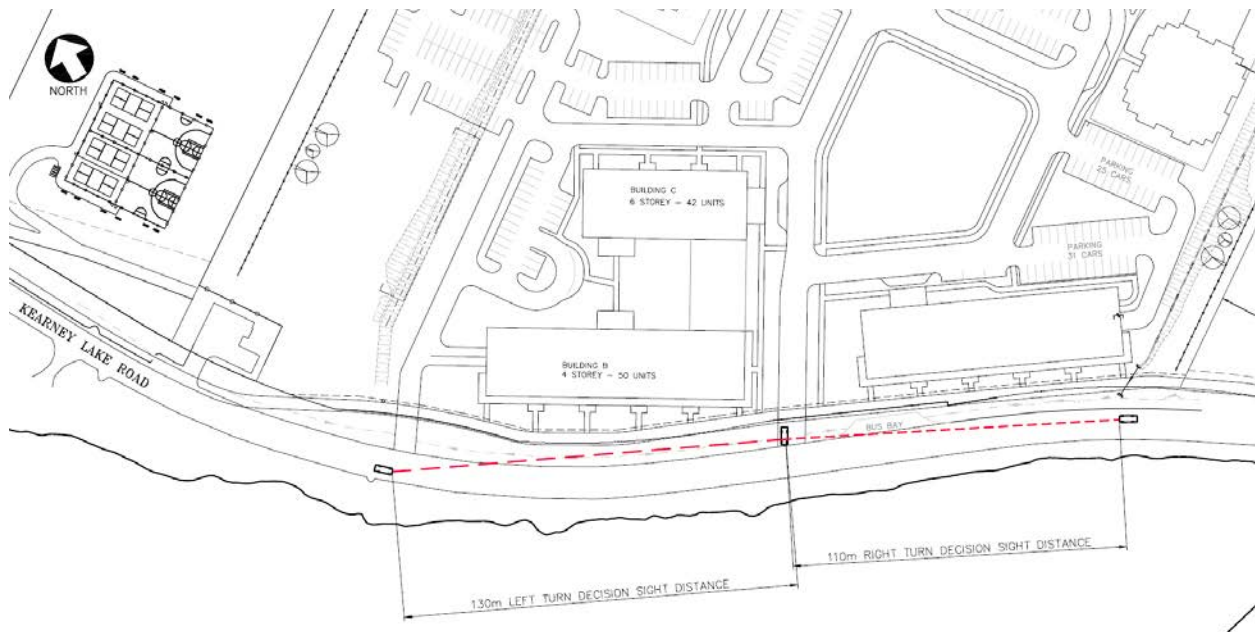 NORTH
PARKING
25 CARS
BUILDING C
6 STOREY - 42 UNITS
PARKING
31 CARS
KEARNEY LAKE ROAD
BUILDING B
4 STOREY - 50 UNITS
BUS BAY
110m RIGHT TURN DECISION SIGHT DISTANCE
130m LEFT TURN DECISION SIGHT DISTANCE